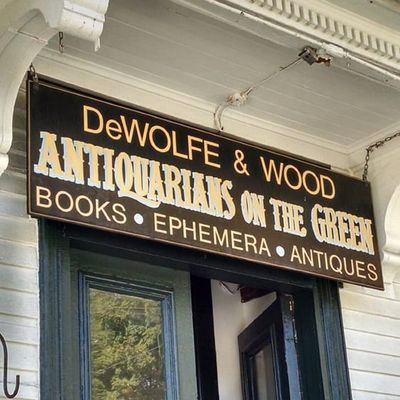 DeWOLFE & WOOD
ANTIQUARIANS ON THE GREEN
BOOKS • EPHEMERA • ANTIQUES